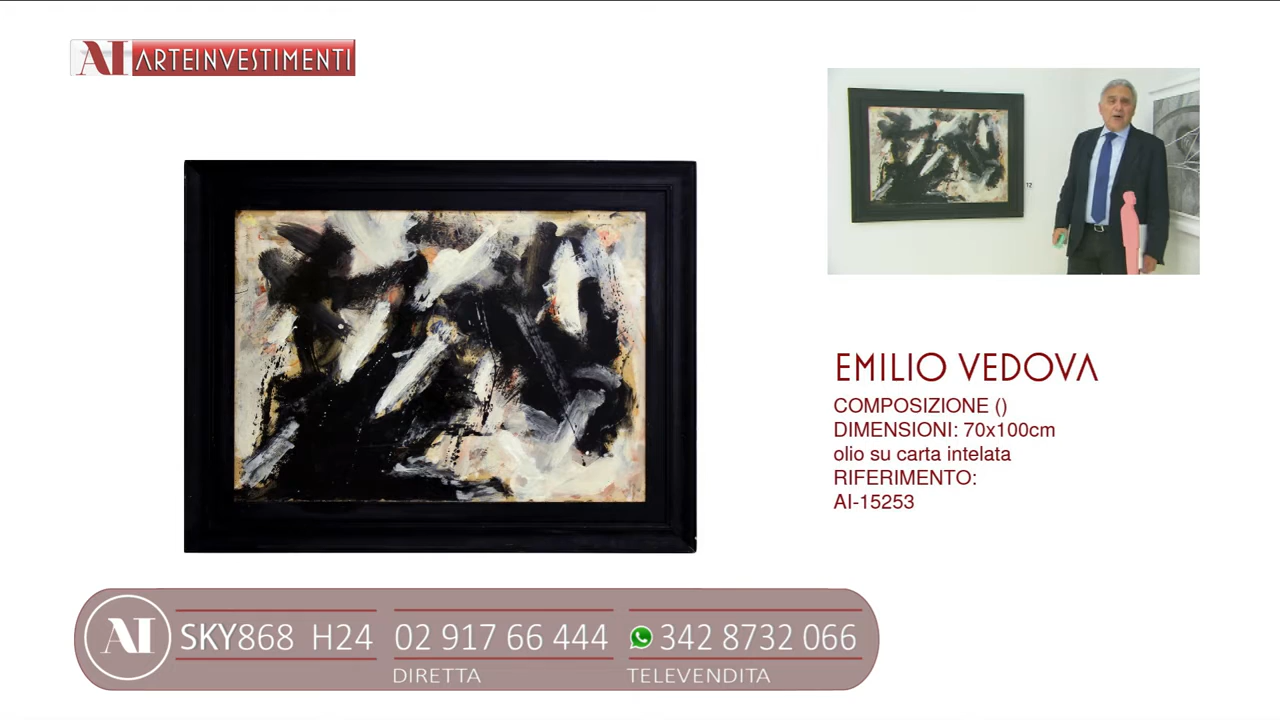 AI ARTEINVESTIMENTI
12
EMILIO VEDOVA
COMPOSIZIONE ()
DIMENSIONI: 70x100cm
olio su carta intelata
RIFERIMENTO:
AI-15253
AI SKY868 H24 02 917 66 444 342 8732 066
DIRETTA TELEVENDITA